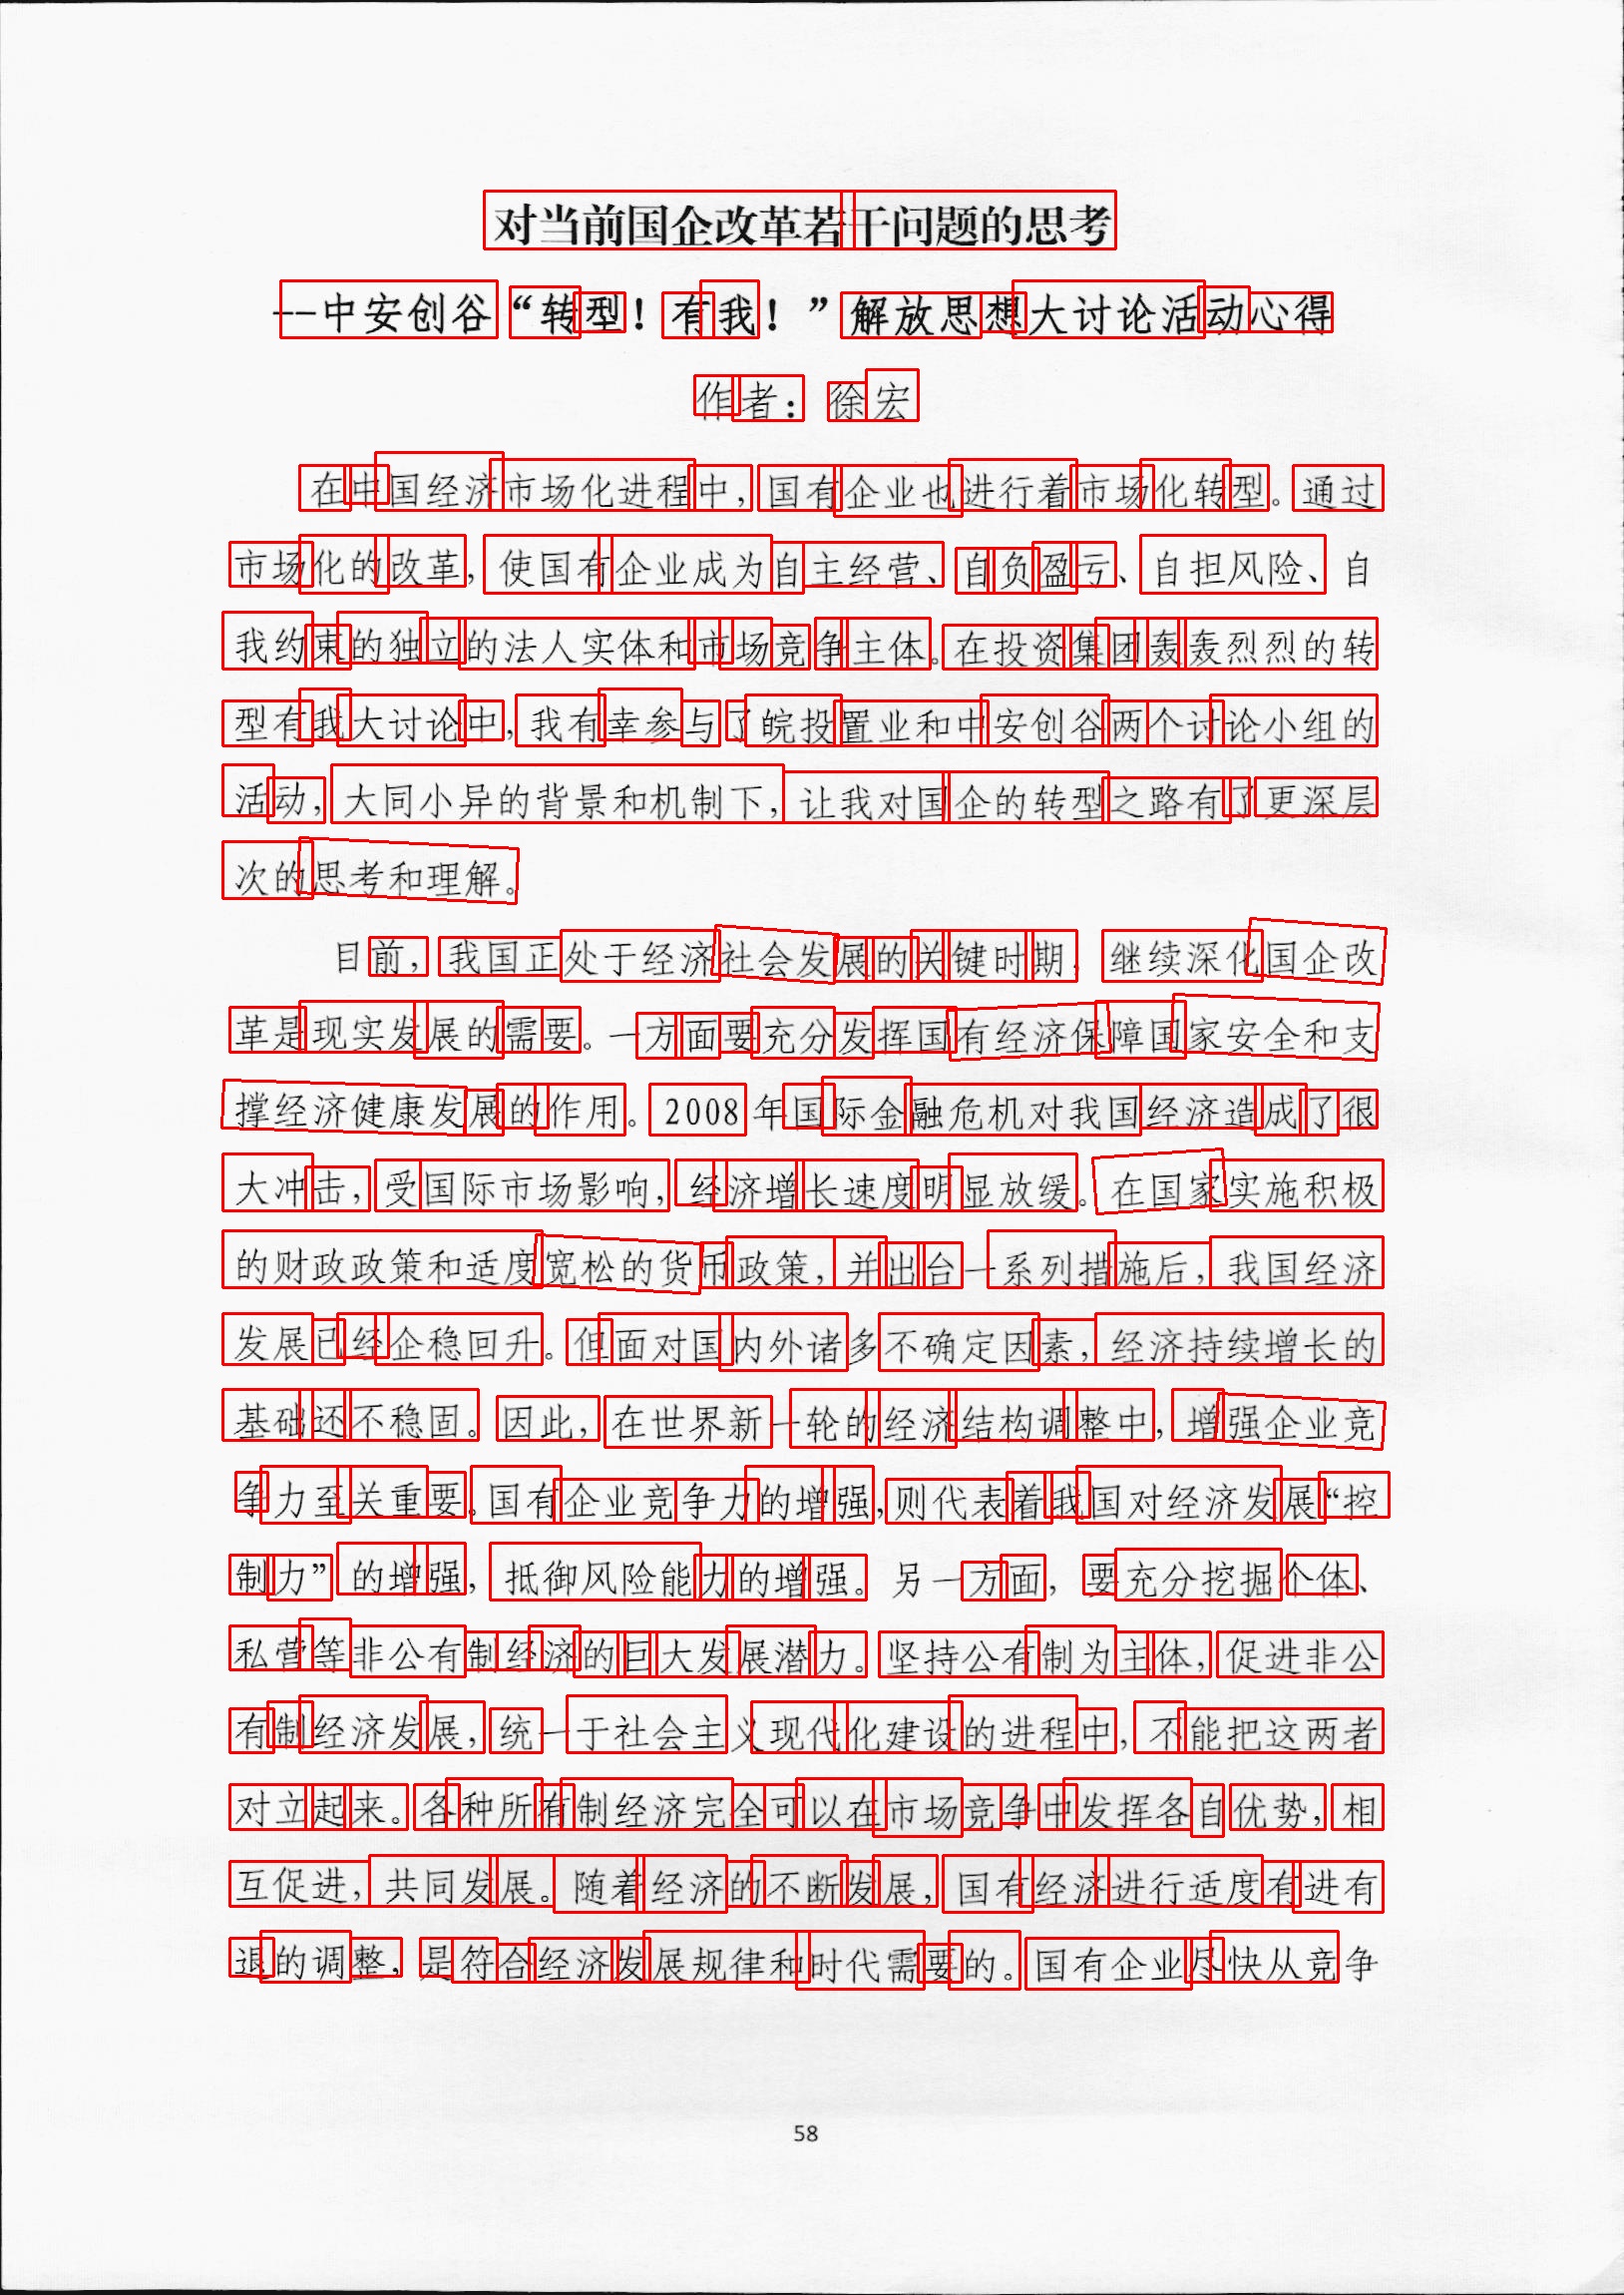 对当前国企改革若干问题的思考
--中安创谷“转型！有我！”解放思想大讨论活动心得
作者：徐宏
在中国经济市场化进程中，国有企业也进行着市场化转型。通过
市场化的改革，使国有企业成为自主经营、自负盈亏、自担风险、自
我约束的独立的法人实体和市场竞争主体。在投资集团轰轰烈烈的转
型有我大讨论中，我有幸参与了皖投置业和中安创谷两个讨论小组的
活动，大同小异的背景和机制下，让我对国企的转型之路有了更深层
次的思考和理解。
目前，我国正处于经济社会发展的关键时期，继续深化国企改
革是现实发展的需要。一方面要充分发挥国有经济保障国家安全和支
撑经济健康发展的作用。2008年国际金融危机对我国经济造成了很
大冲击，受国际市场影响，经济增长速度明显放缓。在国家实施积极
的财政政策和适度宽松的货币政策，并出台一系列措施后，我国经济
发展已经企稳回升。但面对国内外诸多不确定因素，经济持续增长的
基础还不稳固。因此，在世界新一轮的经济结构调整中，增强企业竞
争力至关重要。国有企业竞争力的增强，则代表着我国对经济发展“控
制力”的增强，抵御风险能力的增强。另一方面，要充分挖掘个体、
私营等非公有制经济的巨大发展潜力。坚持公有制为主体，促进非公
有制经济发展，统一于社会主义现代化建设的进程中，不能把这两者
对立起来。各种所有制经济完全可以在市场竞争中发挥各自优势，相
互促进，共同发展。随着经济的不断发展，国有经济进行适度有进有
退的调整，是符合经济发展规律和时代需要的。国有企业尽快从竞争
58